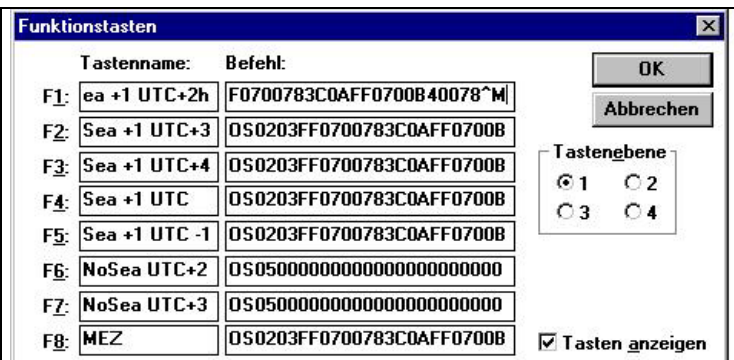 Funktionstasten
Tastenname: Befehl:
OK
F1: ea +1 UTC+2h F0700783C0AFF0700B40078^M
Abbrechen
F2: Sea +1 UTC+3 OS0203FF0700783C0AFF0700B
F3: Sea +1 UTC+4 OS0203FF0700783C0AFF0700B
Tastenebene
1 2
F4: Sea +1 UTC OS0203FF0700783C0AFF0700B
3 4
F5: Sea +1 UTC -1 OS0203FF0700783C0AFF0700B
F6: NoSea UTC+2 OS05000000000000000000000
F7: NoSea UTC+3 OS05000000000000000000000
F8: MEZ OS0203FF0700783C0AFF0700B
Tasten anzeigen